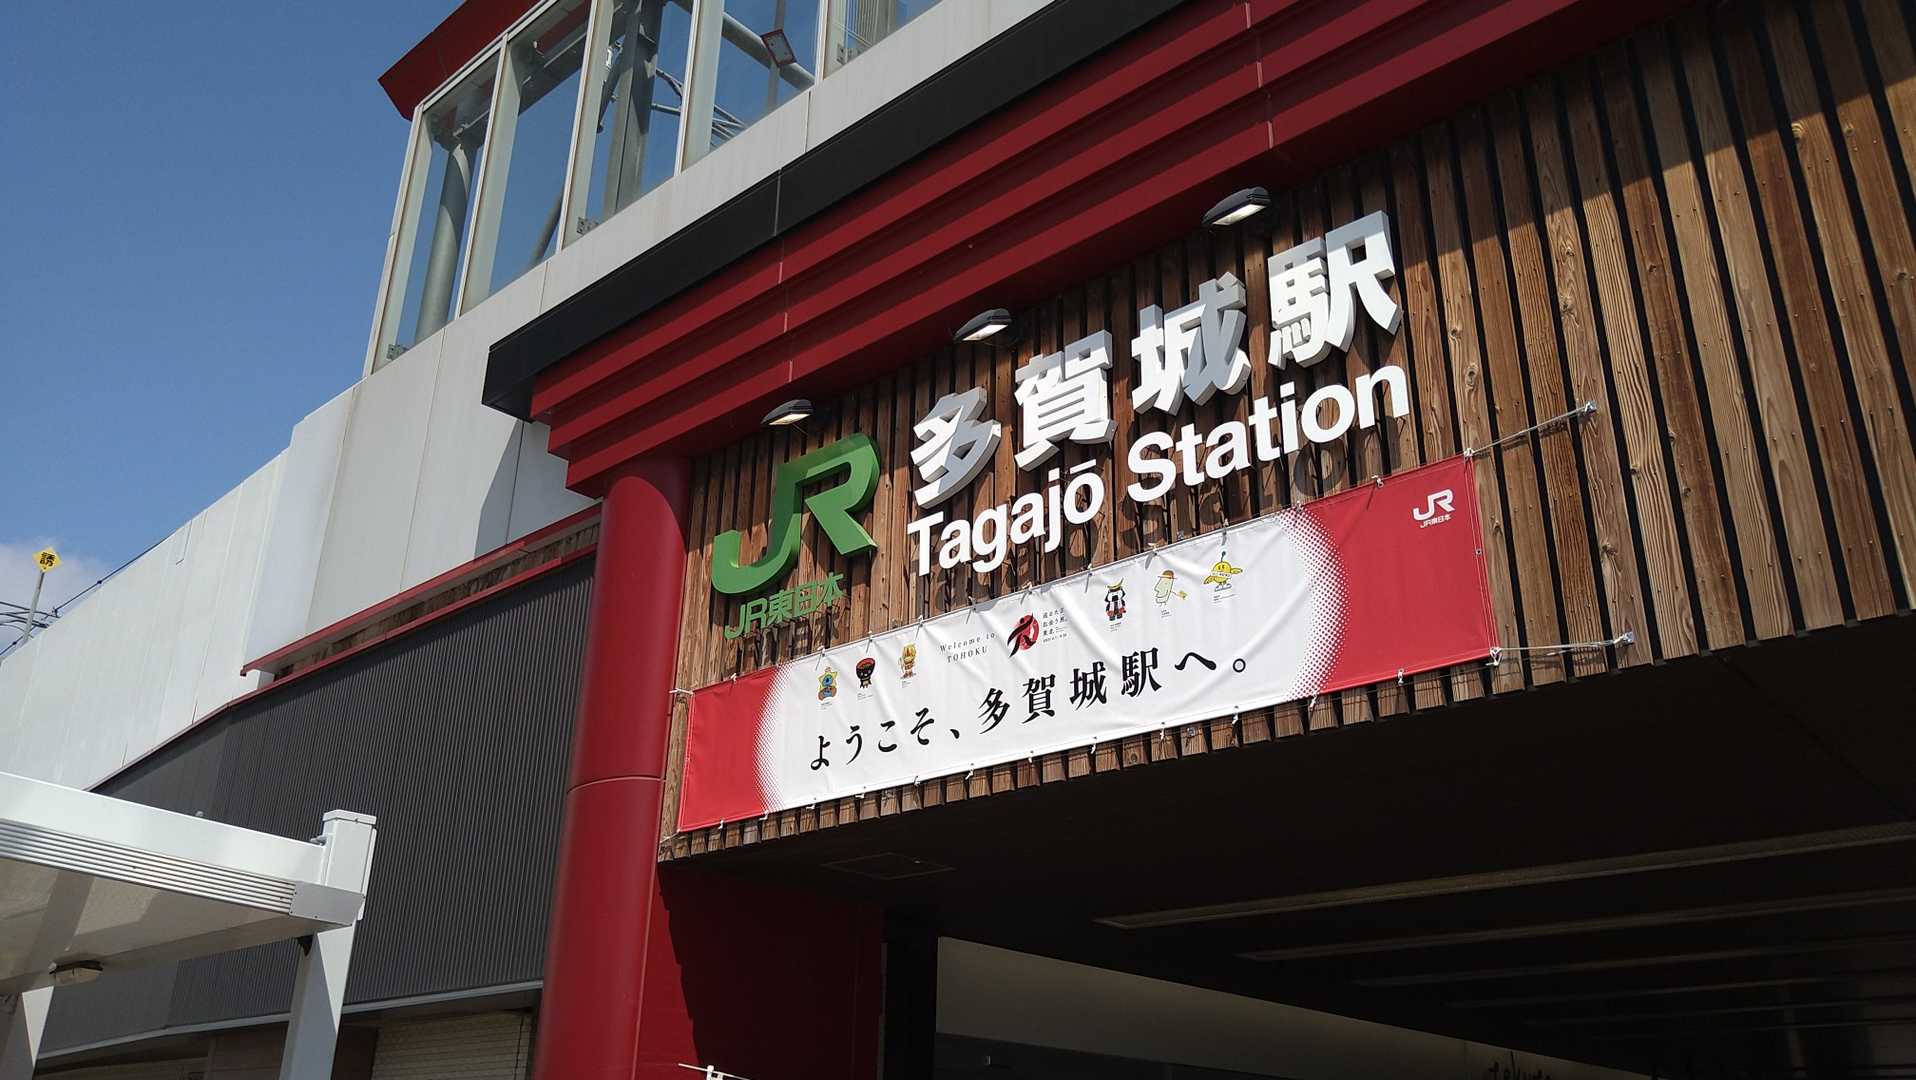 誘
多賀城駅
JR
Tagajō Station
JR東日本
JR
JR東日本
Welcome to
TOHOKU
ようこそ、多賀城駅へ。